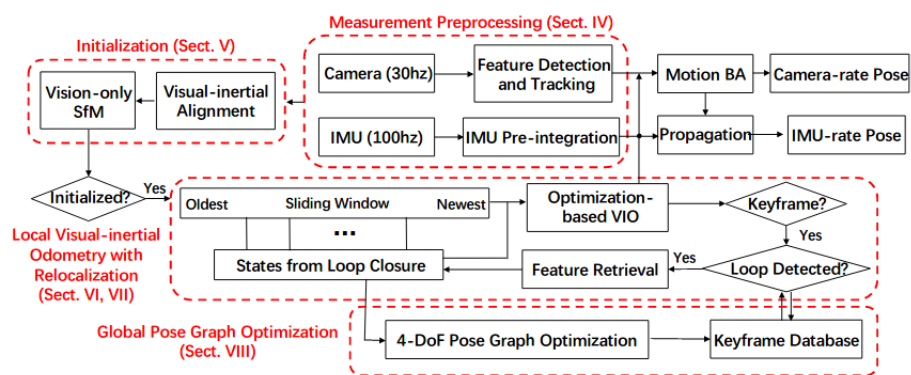 Measurement Preprocessing (Sect. IV)
Initialization (Sect. V)
Vision-only
SfM
Visual-inertial
Alignment
Camera (30hz)
Feature Detection
and Tracking
Motion BA
Camera-rate Pose
IMU (100hz)
IMU Pre-integration
Propagation
IMU-rate Pose
Initialized?
Yes
Oldest
Sliding Window
Newest
Optimization-
based VIO
Keyframe?
...
Yes
Local Visual-inertial
Odometry with
Relocalization
(Sect. VI, VII)
States from Loop Closure
Feature Retrieval
Yes
Loop Detected?
Global Pose Graph Optimization
(Sect. VIII)
4-DoF Pose Graph Optimization
Keyframe Database